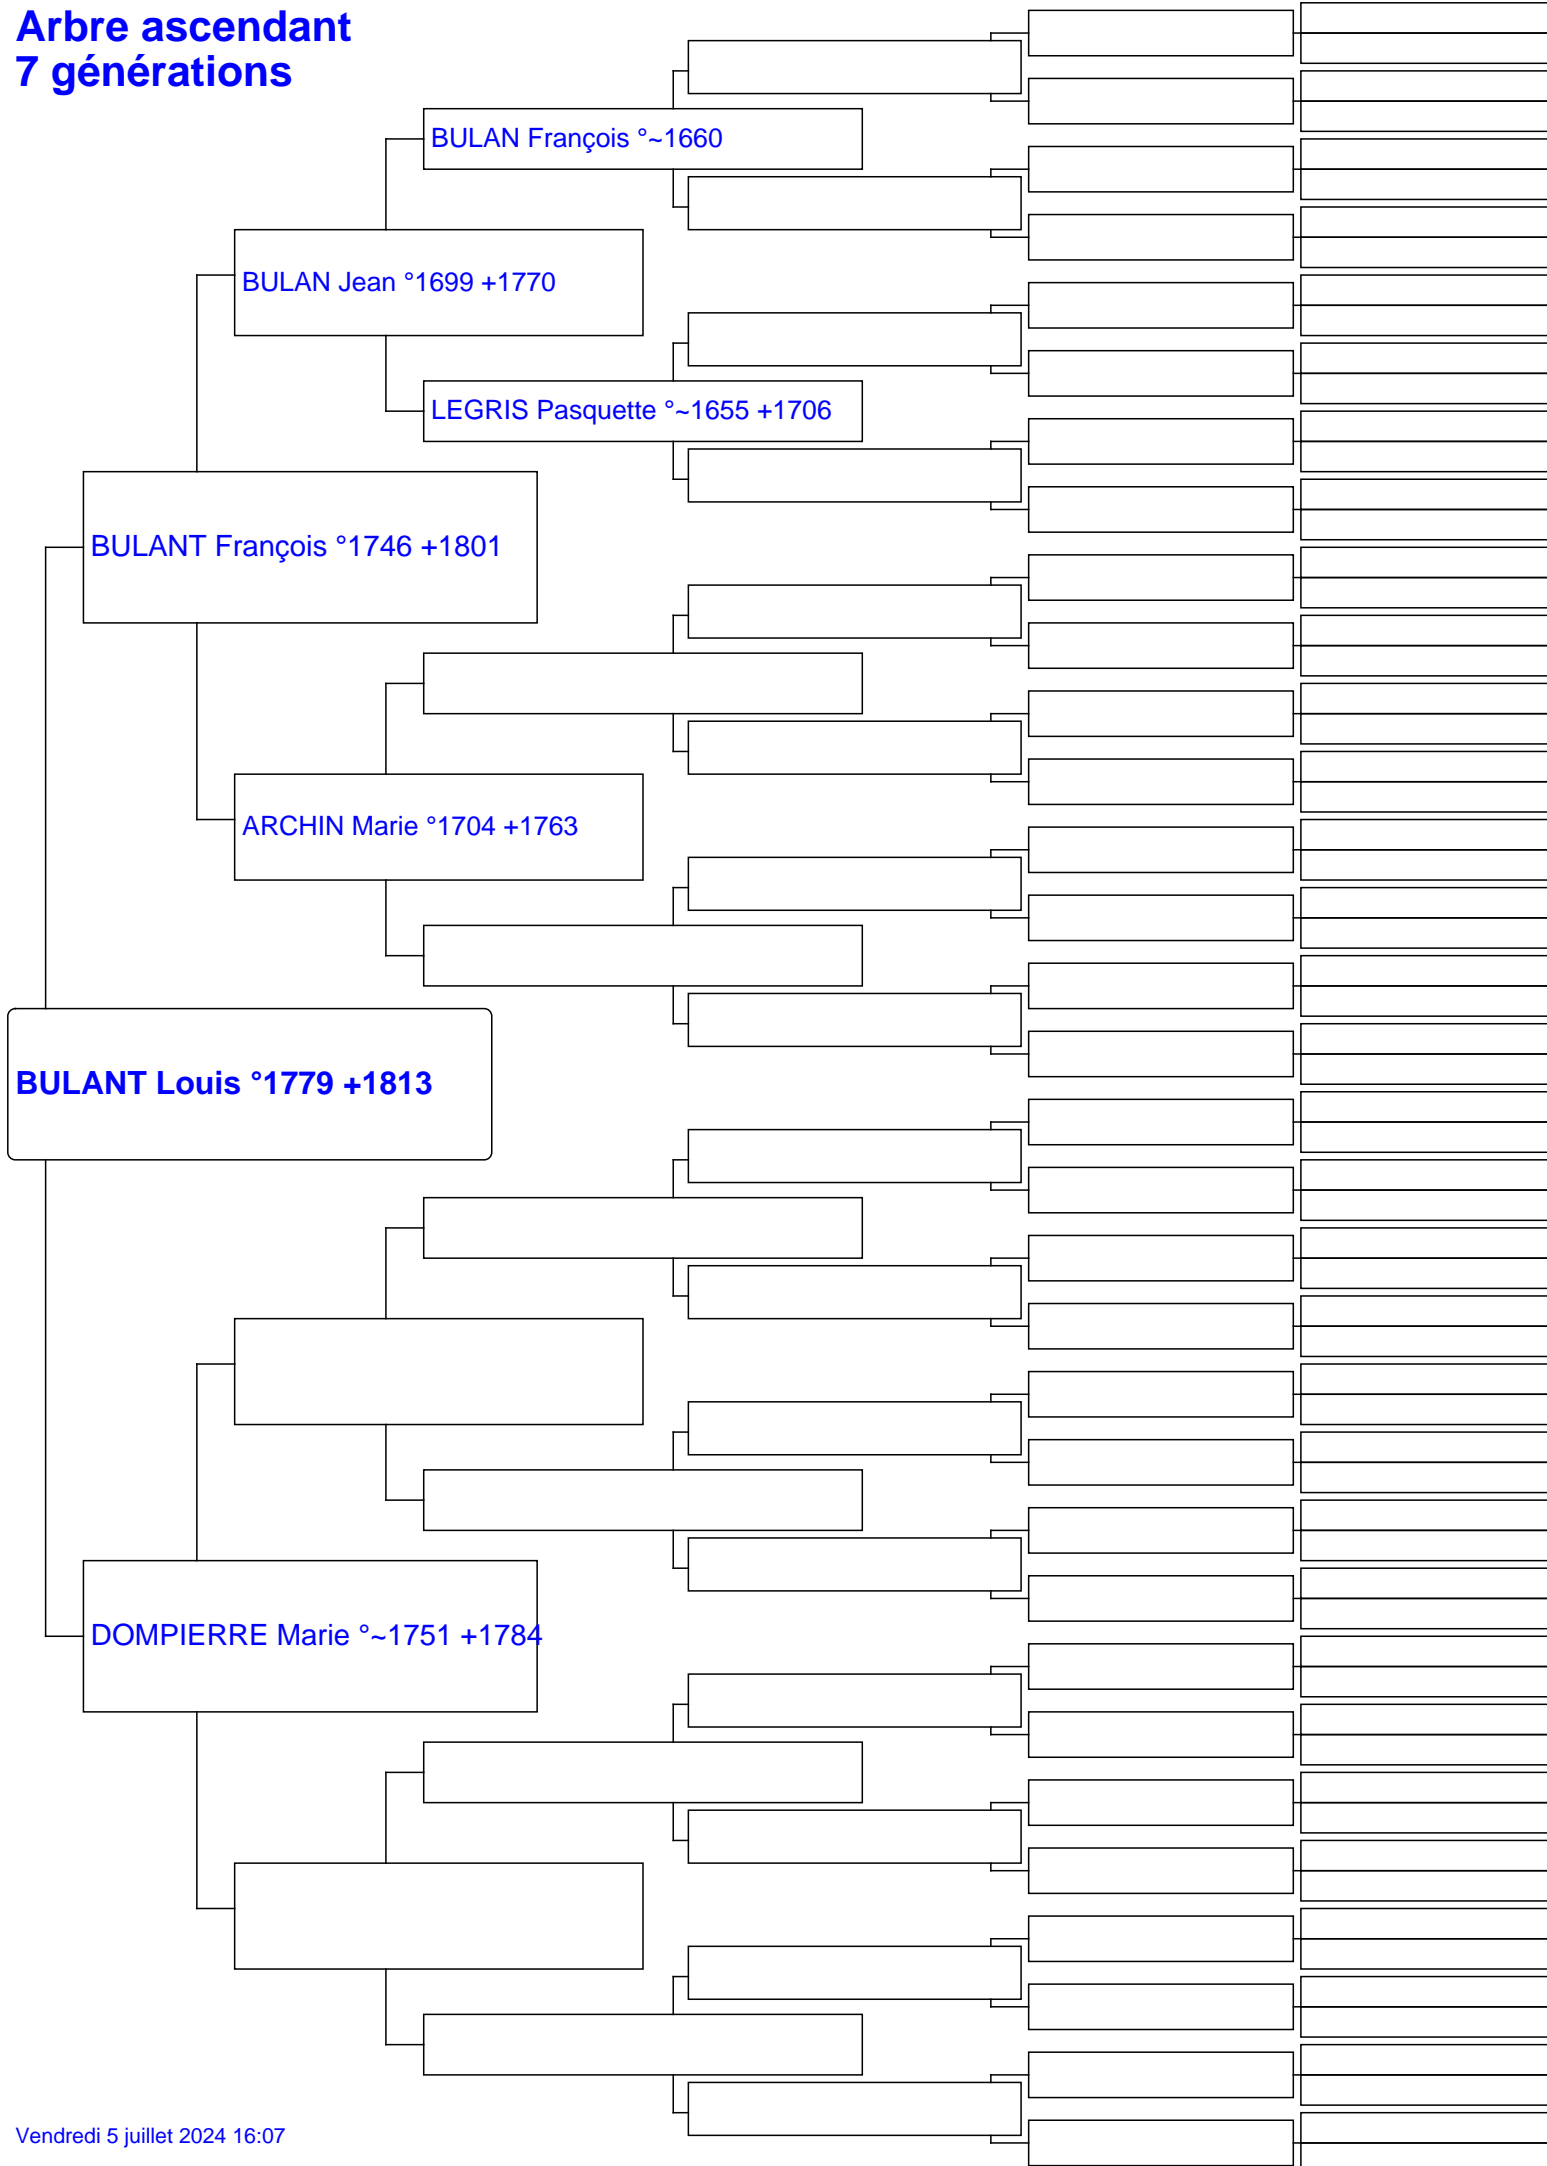 Arbre ascendant
7 générations
BULAN François °~1660
BULAN Jean °1699 +1770
LEGRIS Pasquette °~1655 +1706
BULANT François °1746 +1801
ARCHIN Marie °1704 +1763
BULANT Louis °1779 +1813
DOMPIERRE Marie °~1751 +1784
Vendredi 5 juillet 2024 16:07